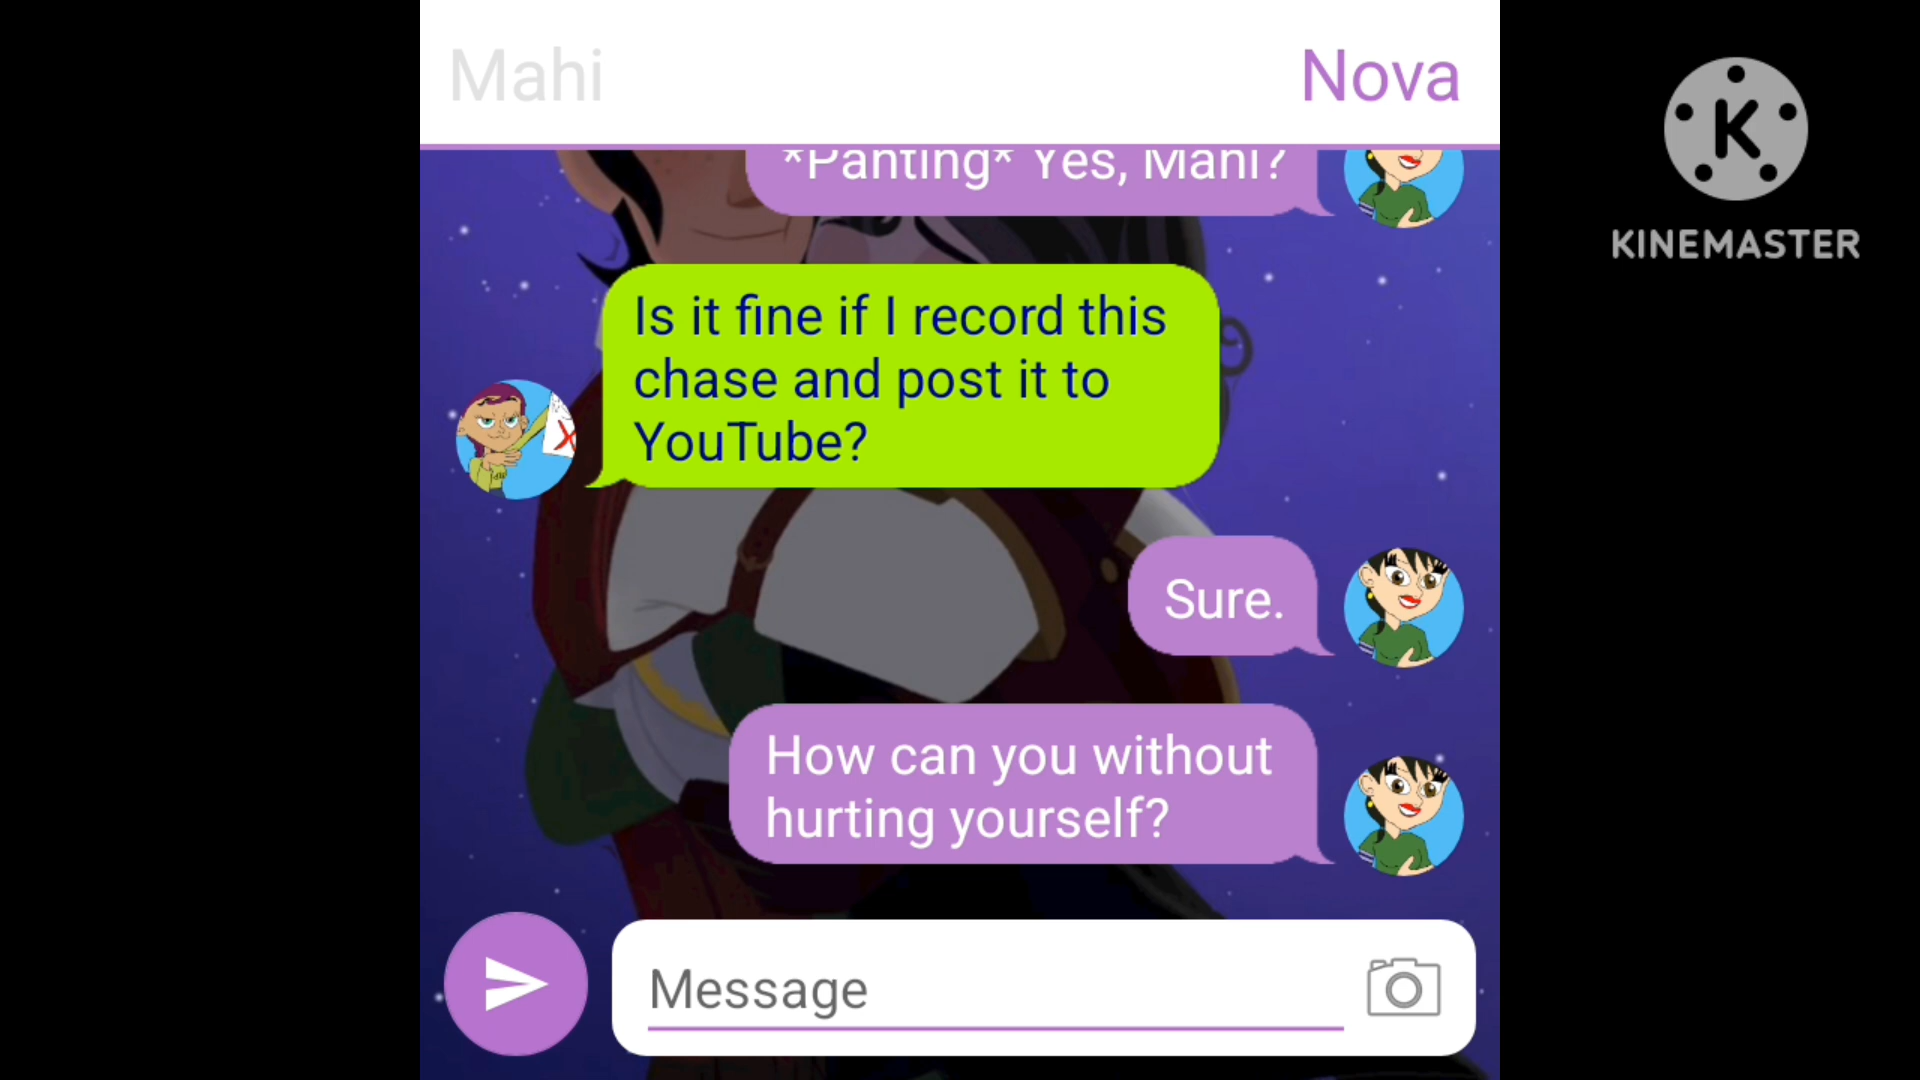 Mahi
Nova
K
KINEMASTER
*Panting* Yes, Mahi?
Is it fine if I record this
chase and post it to
YouTube?
X
Sure.
How can you without
hurting yourself?
Message